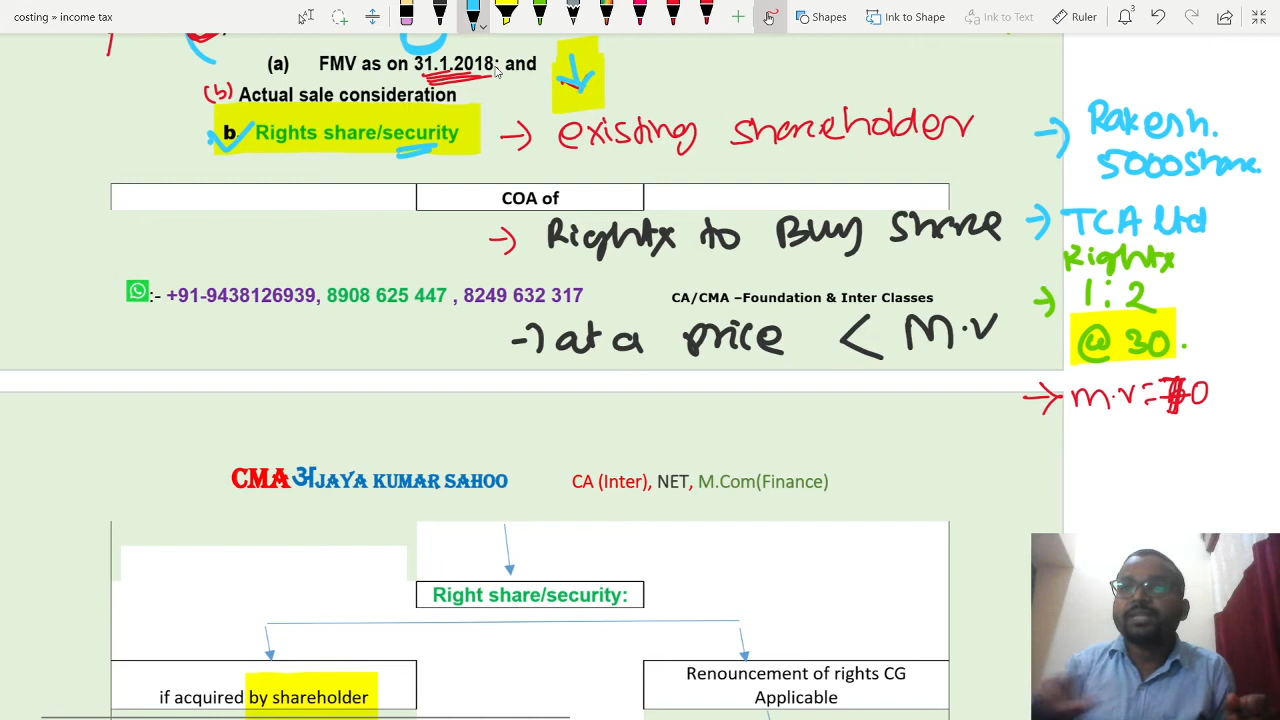 costing » income tax
Shapes
Ink to Shape
Ink to Text
Ruler
(a) FMV as on 31.1.2018; and
(b) Actual sale consideration
b. Rights share/security → existing shareholder
→ Rakesh.
5000 share.
COA of
→ Rights to Buy share
→ TCA Ltd
Rights
→ 1:2
@ 30.
:- +91-9438126939, 8908 625 447 , 8249 632 317
CA/CMA –Foundation & Inter Classes
→ at a price < M.V
→ m.v =
CMA अJAYA KUMAR SAHOO
CA (Inter), NET, M.Com(Finance)
Right share/security:
if acquired by shareholder
Renouncement of rights CG
Applicable